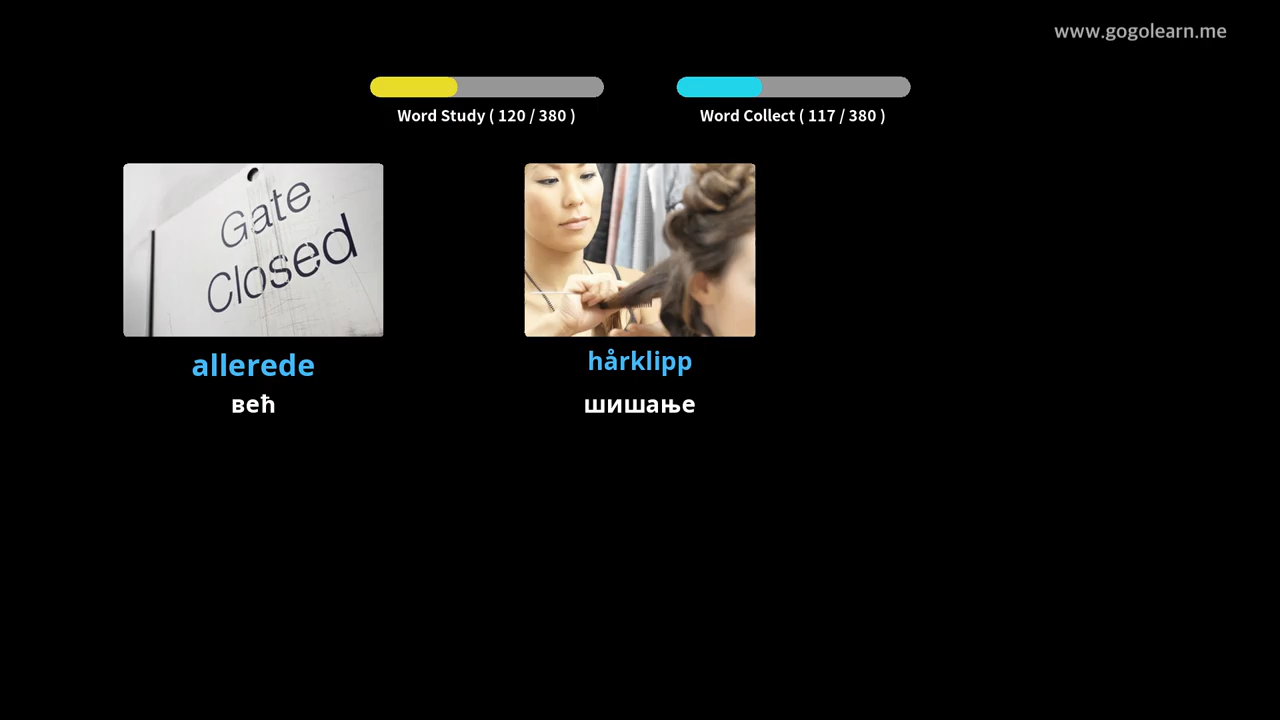 www.gogolearn.me
Word Study ( 120 / 380 )
Word Collect ( 117 / 380 )
Gate
Closed
allerede
већ
hårklipp
шишање